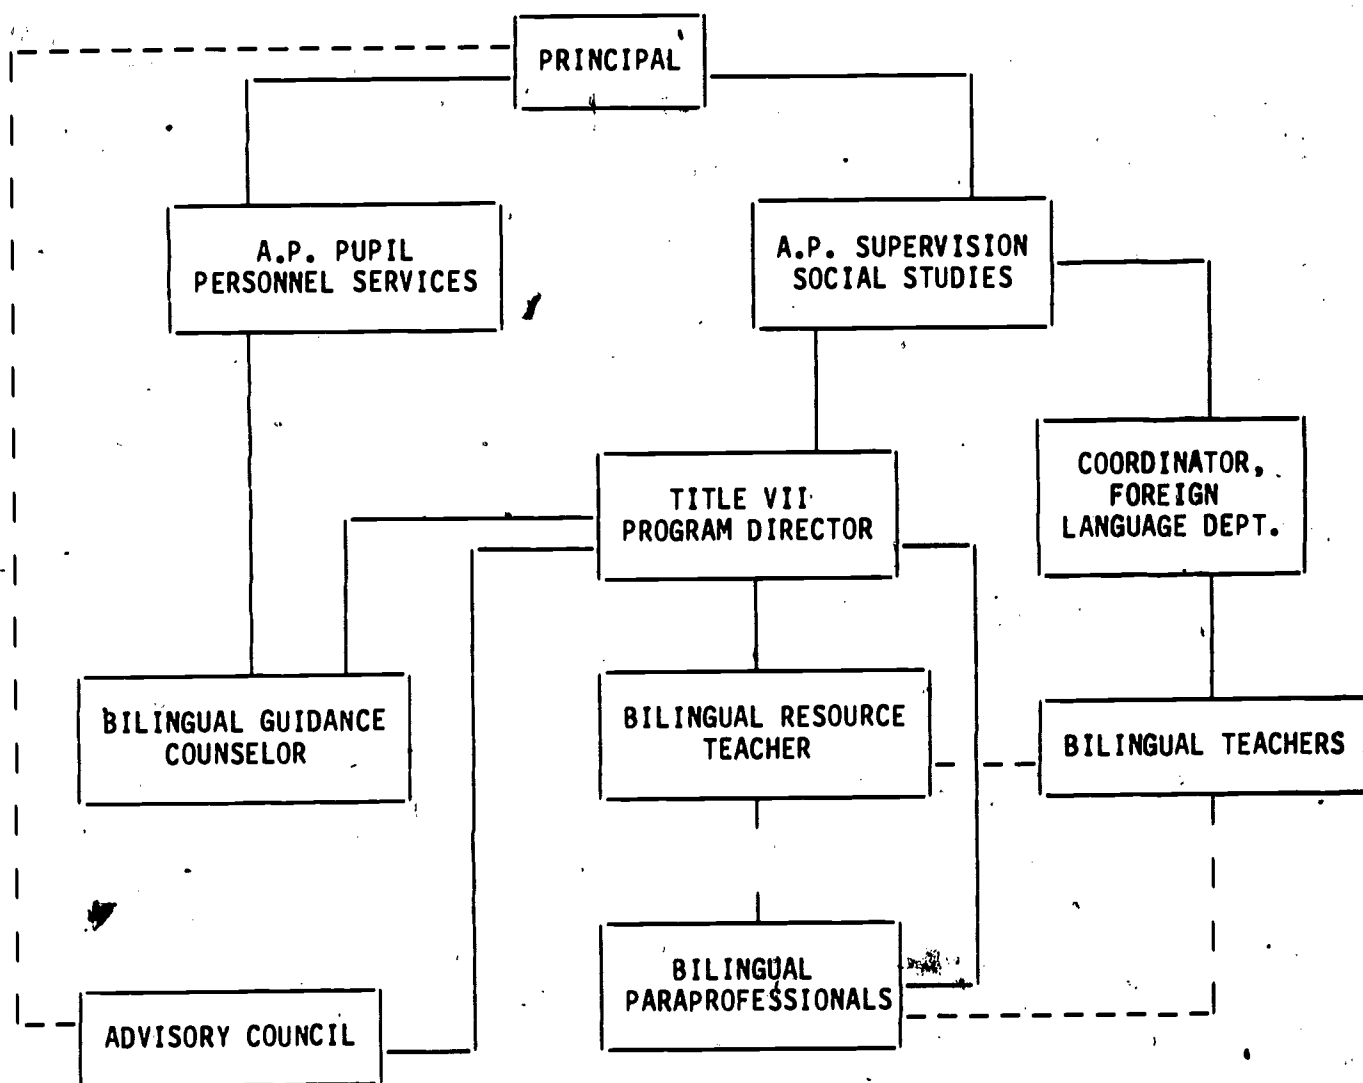 PRINCIPAL
A.P. PUPIL
PERSONNEL SERVICES
A.P. SUPERVISION
SOCIAL STUDIES
COORDINATOR,
FOREIGN
LANGUAGE DEPT.
TITLE VII
PROGRAM DIRECTOR
BILINGUAL GUIDANCE
COUNSELOR
BILINGUAL RESOURCE
TEACHER
BILINGUAL TEACHERS
BILINGUAL
PARAPROFESSIONALS
ADVISORY COUNCIL